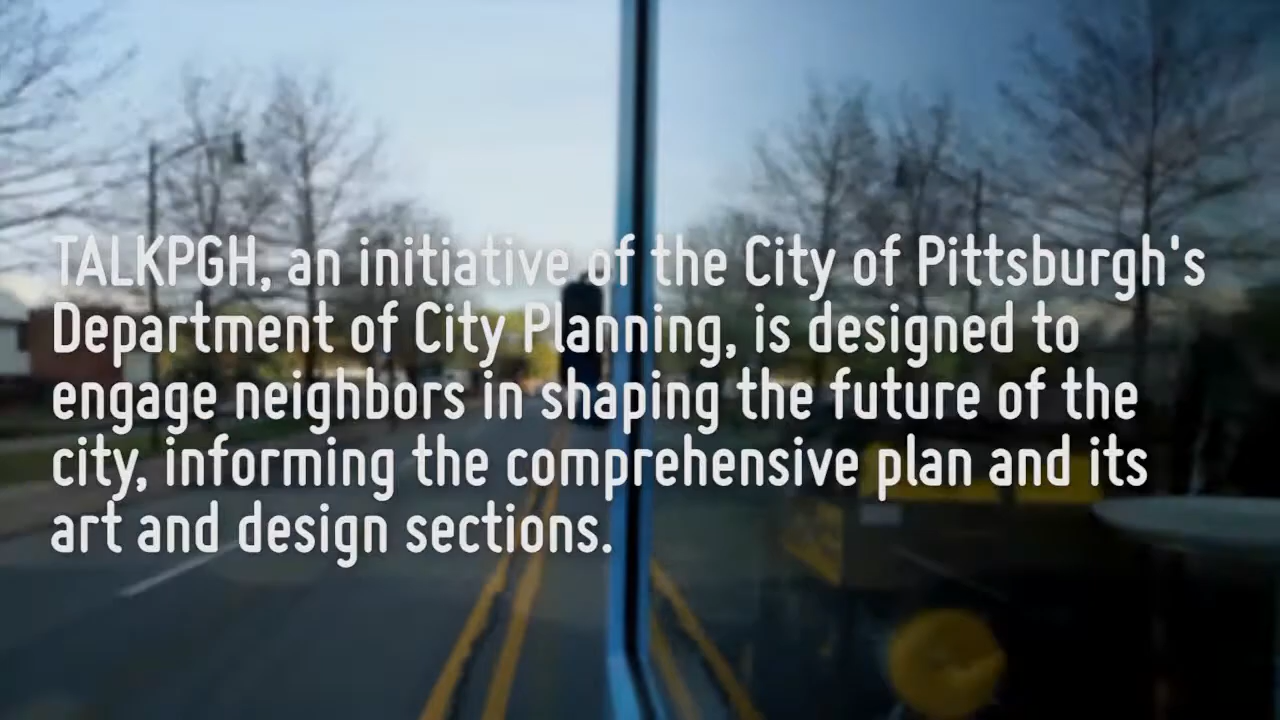 TALKPGH, an initiative of the City of Pittsburgh's
Department of City Planning, is designed to
engage neighbors in shaping the future of the
city, informing the comprehensive plan and its
art and design sections.